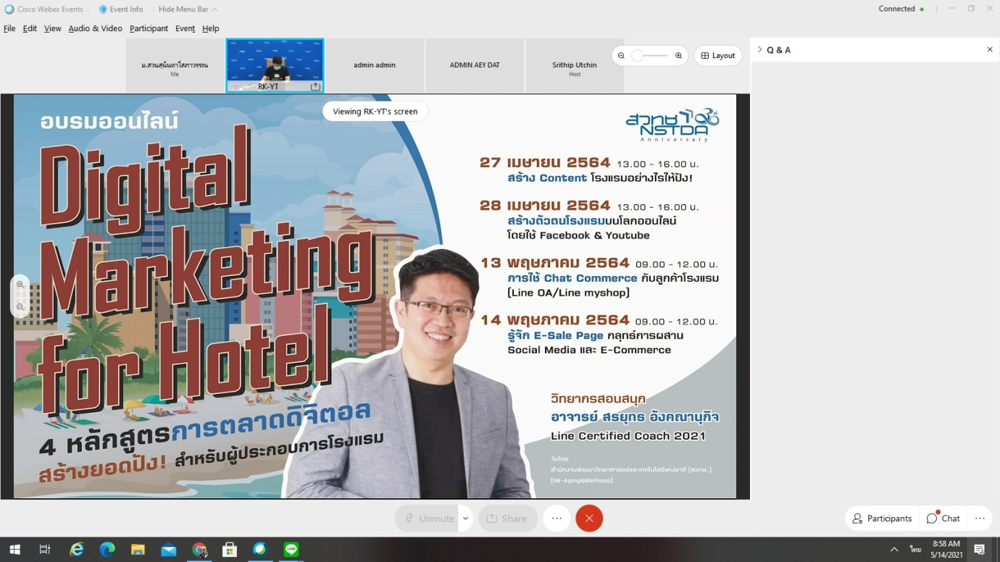 Cisco Webex Events
Event Info
Hide Menu Bar
Connected
File Edit View Audio & Video Participant Event Help
ม.สวนสุนันทาโสภาวรรณ
Me
RK-YT
admin admin
ADMIN AEY DAT
Srithip Utchin
Host
Layout
Q & A
Viewing RK-YT's screen
อบรมออนไลน์
Digital
Marketing
for Hotel
4 หลักสูตรการตลาดดิจิตอล
สร้างยอดปัง! สำหรับผู้ประกอบการโรงแรม
สวทช
NSTDA
Anniversary
27 เมษายน 2564 13.00 - 16.00 น.
สร้าง Content โรงแรมอย่างไรให้ปัง!
28 เมษายน 2564 13.00 - 16.00 น.
สร้างตัวตนโรงแรมบนโลกออนไลน์
โดยใช้ Facebook & Youtube
13 พฤษภาคม 2564 09.00 - 12.00 น.
การใช้ Chat Commerce กับลูกค้าโรงแรม
(Line OA/Line myshop)
14 พฤษภาคม 2564 09.00 - 12.00 น.
รู้จัก E-Sale Page กลุทธ์การผสาน
Social Media และ E-Commerce
วิทยากรสอนสนุก
อาจารย์ สรยุทธ อังคณานุกิจ
Line Certified Coach 2021
จัดโดย
สำนักงานพัฒนาวิทยาศาสตร์และเทคโนโลยีแห่งชาติ (สวทช.)
(IM-Aging&Wellness)
Unmute
Share
Participants
Chat
ไทย
8:58 AM
5/14/2021
LINE